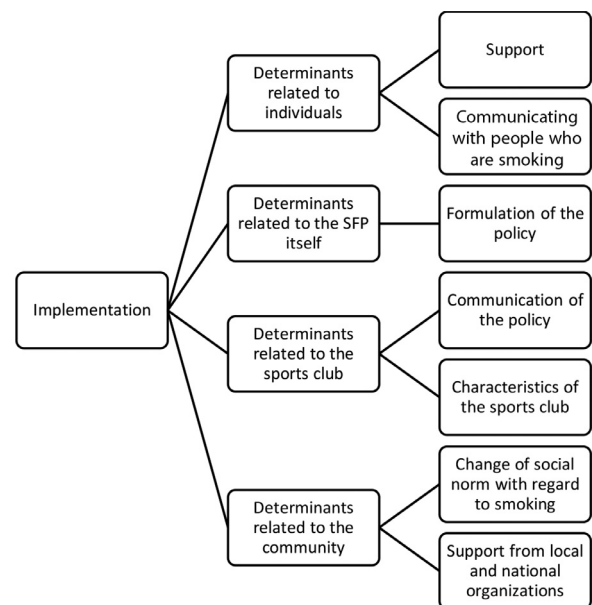 Implementation
Determinants
related to
individuals
Support
Communicating
with people who
are smoking
Determinants
related to the SFP
itself
Formulation of the
policy
Determinants
related to the
sports club
Communication of
the policy
Characteristics of
the sports club
Determinants
related to the
community
Change of social
norm with regard
to smoking
Support from local
and national
organizations